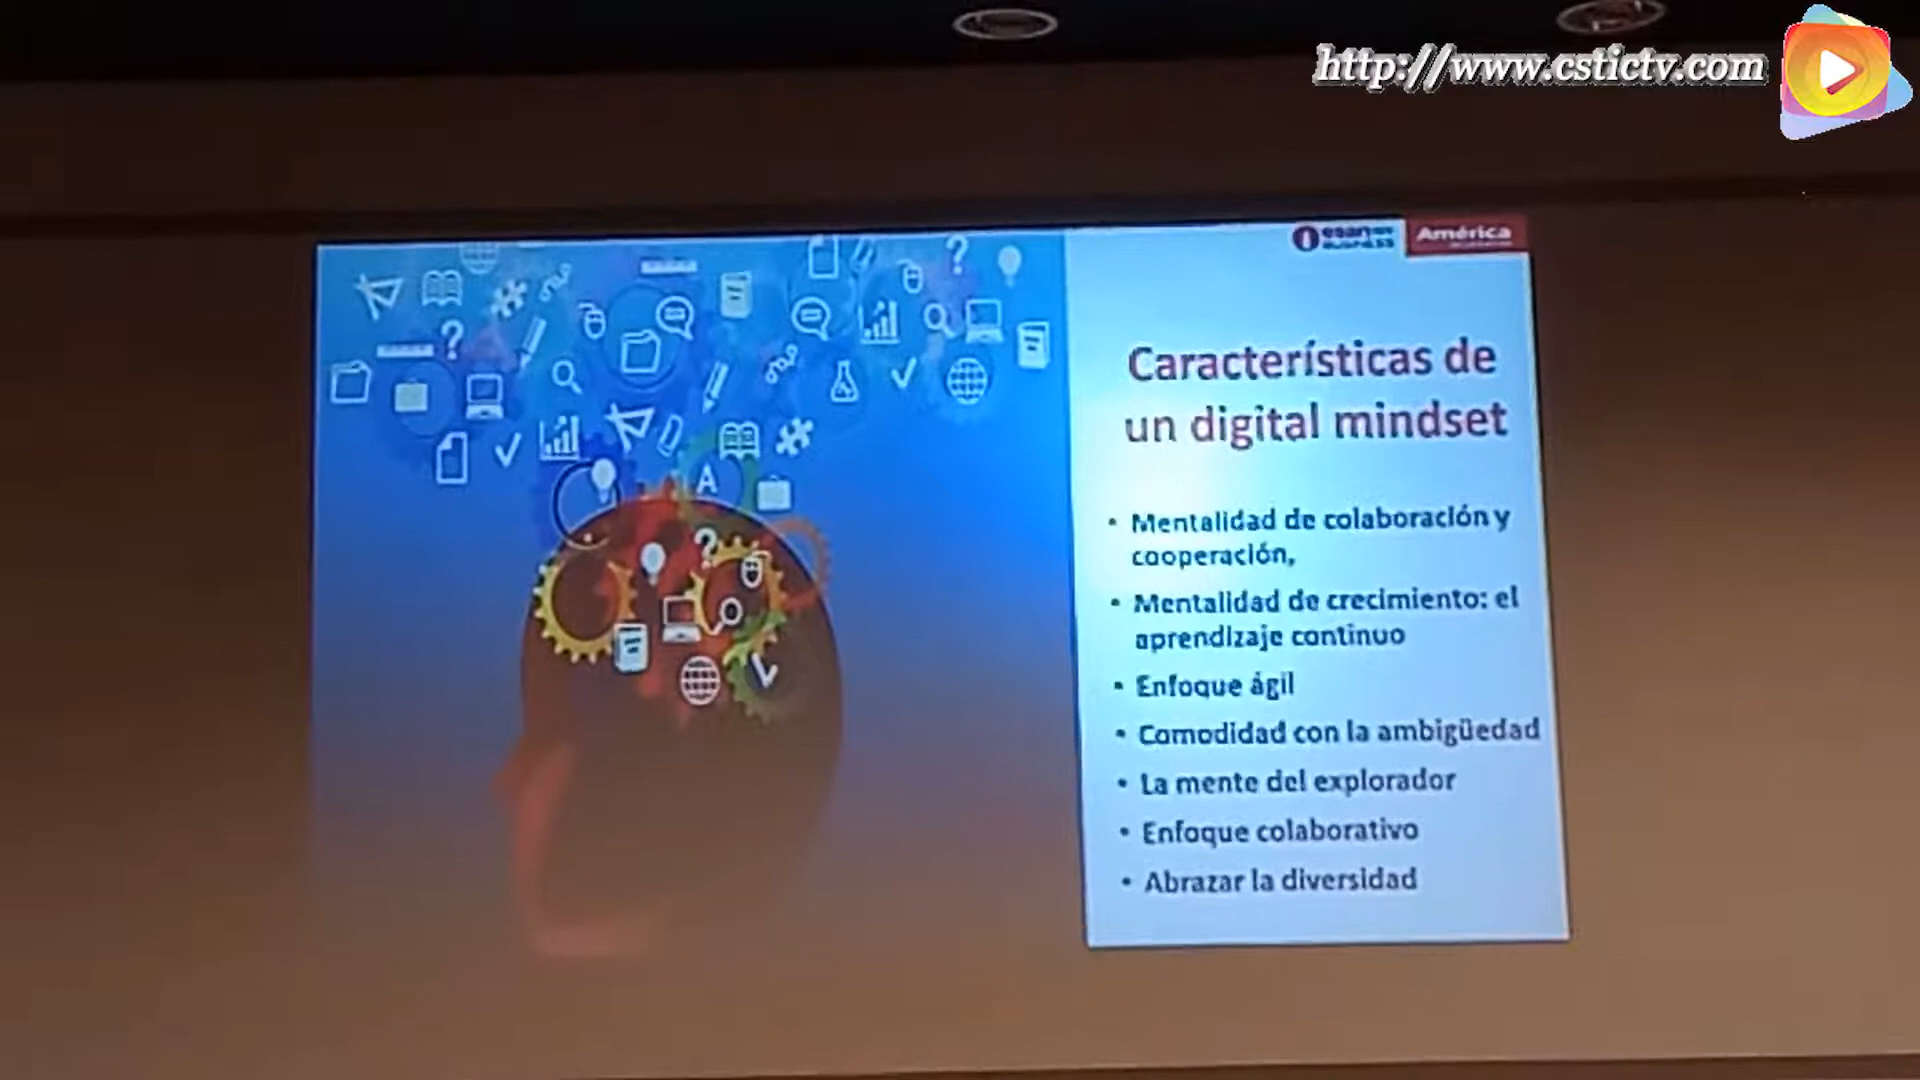 http://www.cstictv.com
América
Características de
un digital mindset
• Mentalidad de colaboración y
cooperación,
• Mentalidad de crecimiento: el
aprendizaje continuo
• Enfoque ágil
• Comodidad con la ambigüedad
• La mente del explorador
• Enfoque colaborativo
• Abrazar la diversidad
A